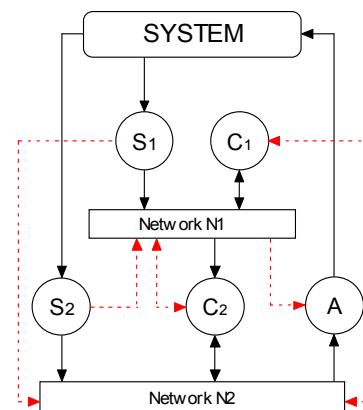 SYSTEM
S1 C1
Network N1
S2 C2 A
Network N2